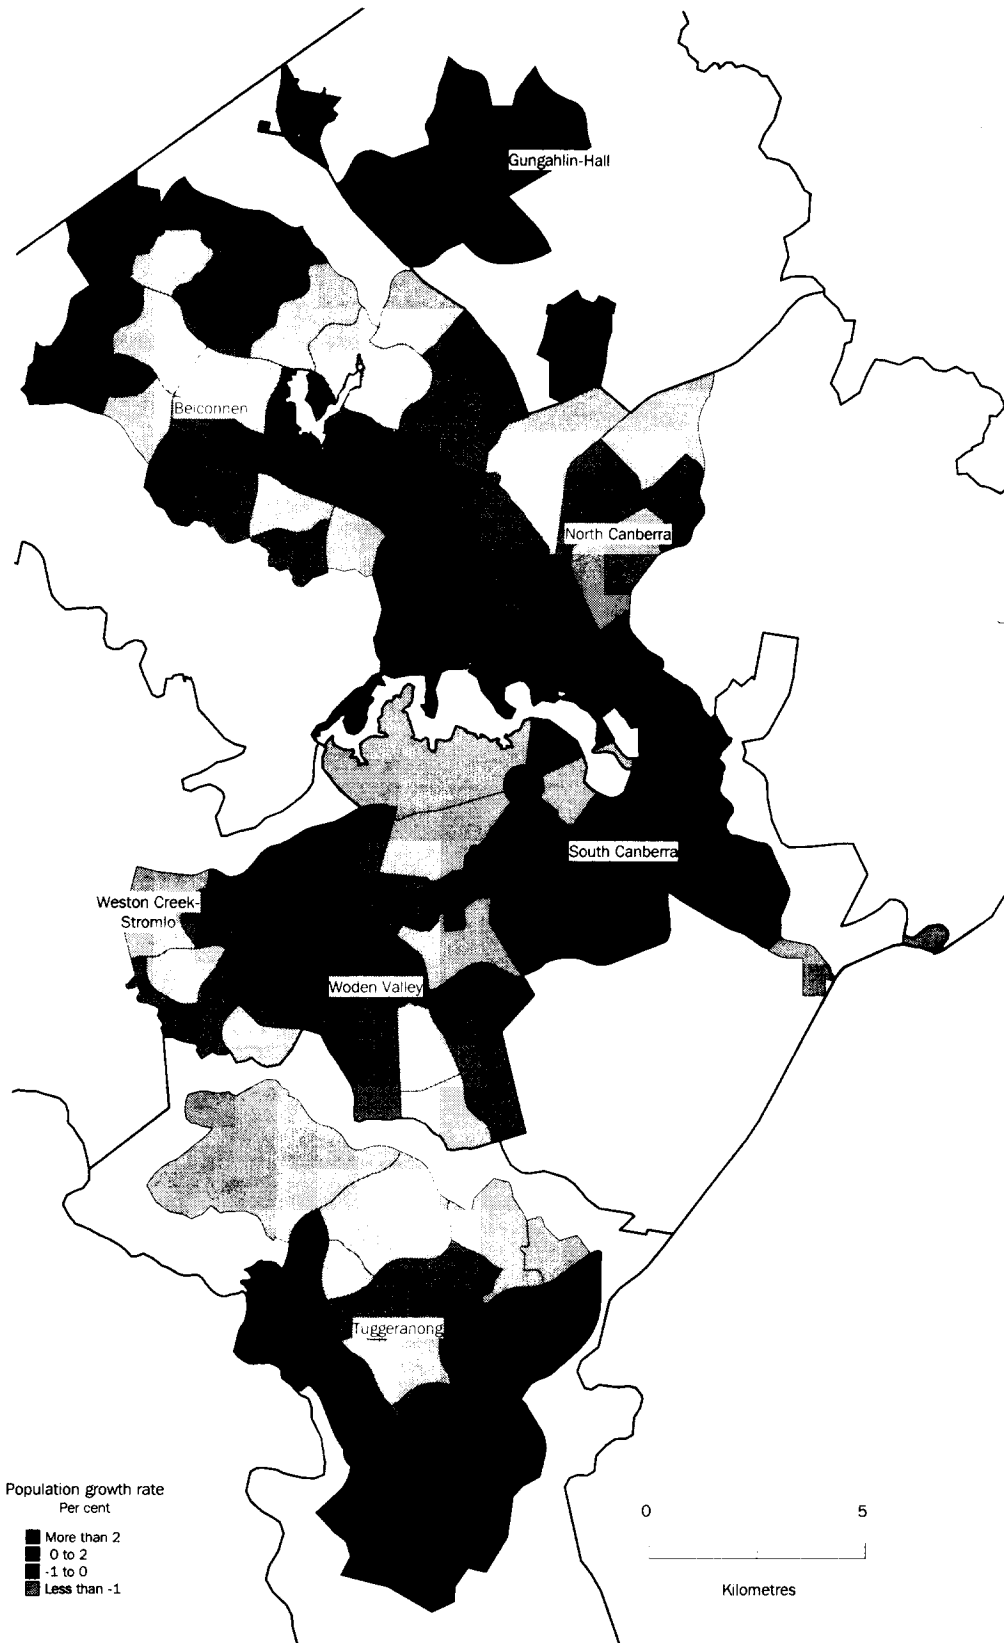 Gungahlin-Hall
Belconnen
North Canberra
South Canberra
Weston Creek-
Stromlo
Woden Valley
Tuggeranong
Population growth rate
Per cent
More than 2
0 to 2
-1 to 0
Less than -1
0 5
Kilometres